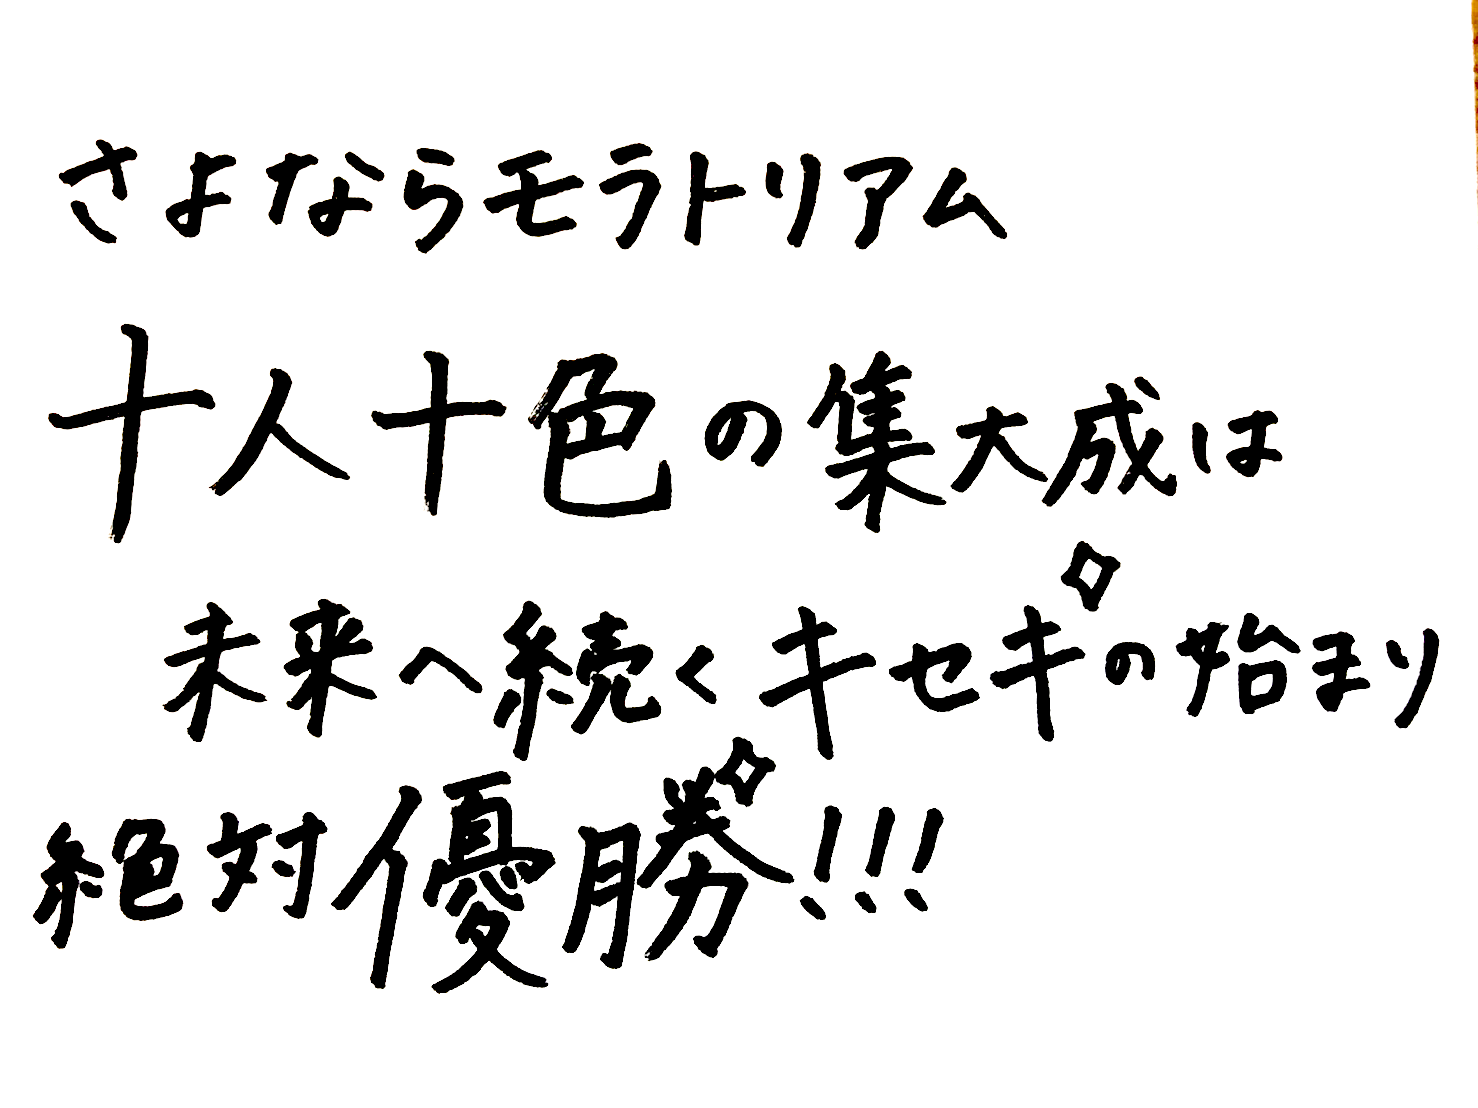 さよならモラトリアム
十人十色の集大成は
未来へ続くキセキの始まり
絶対優勝!!!